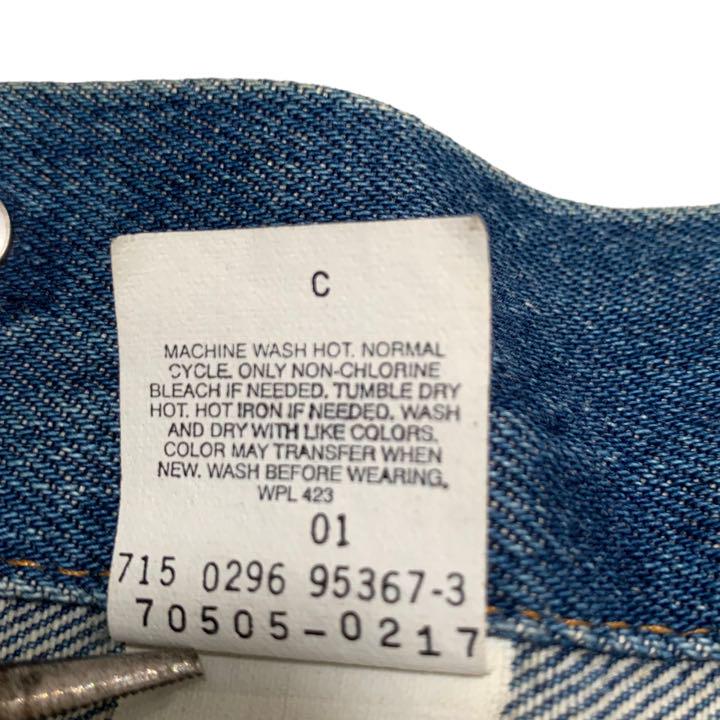 C
MACHINE WASH HOT. NORMAL
CYCLE. ONLY NON-CHLORINE
BLEACH IF NEEDED. TUMBLE DRY
HOT. HOT IRON IF NEEDED. WASH
AND DRY WITH LIKE COLORS.
COLOR MAY TRANSFER WHEN
NEW. WASH BEFORE WEARING.
WPL 423
01
715 0296 95367-3
70505-0217